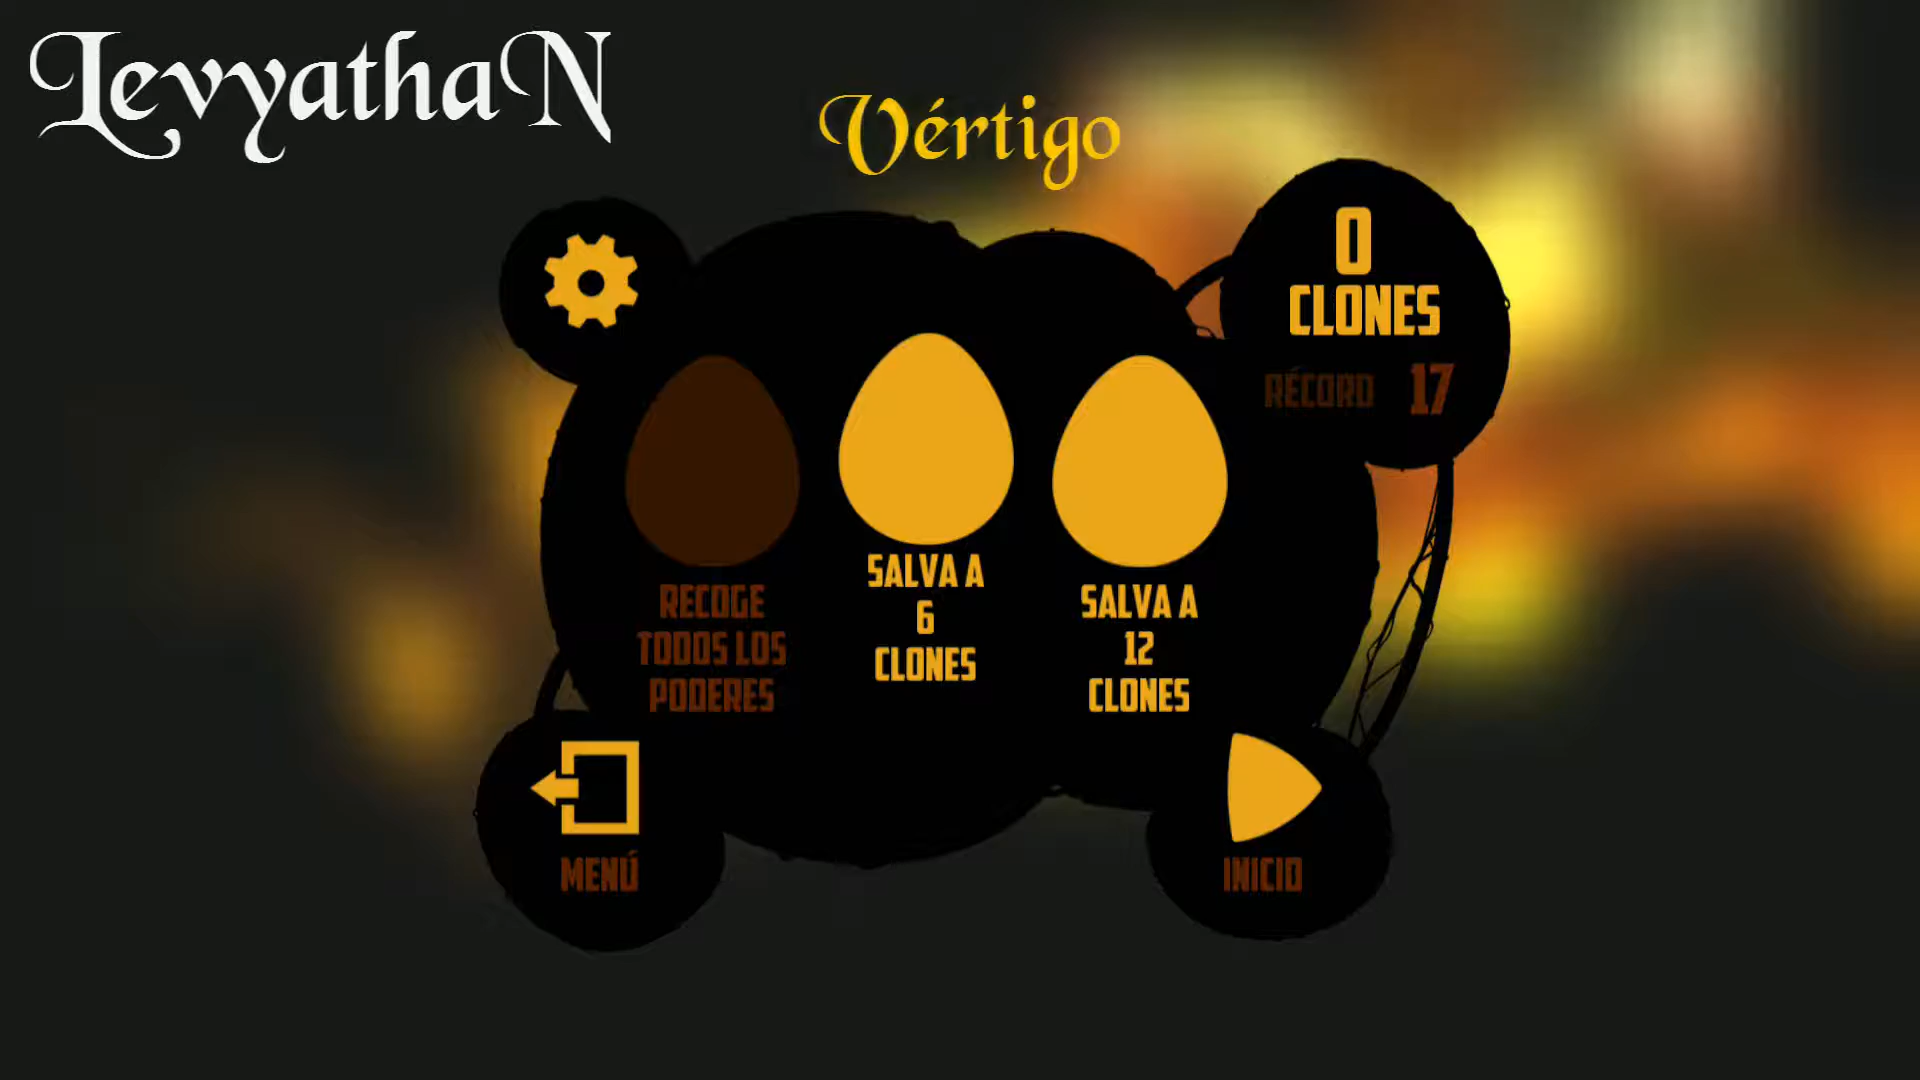 LevyathaN
Vértigo
0
CLONES
RÉCORD 17
RECOGE
TODOS LOS
PODERES
SALVA A
6
CLONES
SALVA A
12
CLONES
MENÚ
INICIO